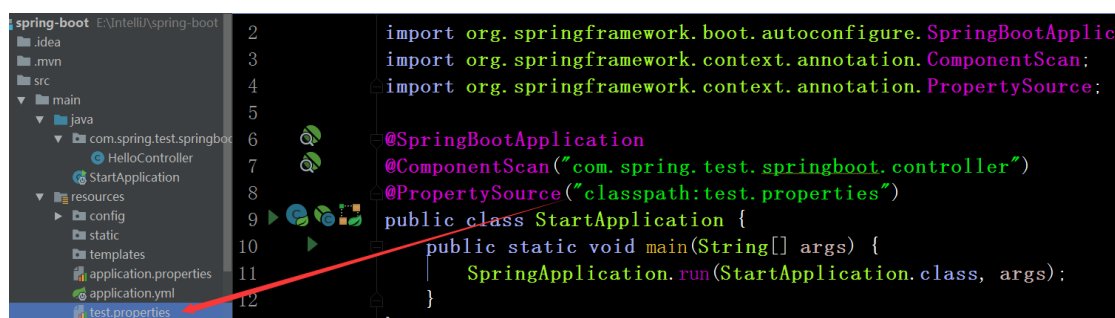 spring-boot E:\IntelliJ\spring-boot
.idea
.mvn
src
main
java
com.spring.test.springboo
HelloController
StartApplication
resources
config
static
templates
application.properties
application.yml
test.properties
2 import org.springframework.boot.autoconfigure.SpringBootApplic
3 import org.springframework.context.annotation.ComponentScan;
4 import org.springframework.context.annotation.PropertySource;
5
6 @SpringBootApplication
7 @ComponentScan("com.spring.test.springboot.controller")
8 @PropertySource("classpath:test.properties")
9 public class StartApplication {
10 public static void main(String[] args) {
11 SpringApplication.run(StartApplication.class, args);
12 }